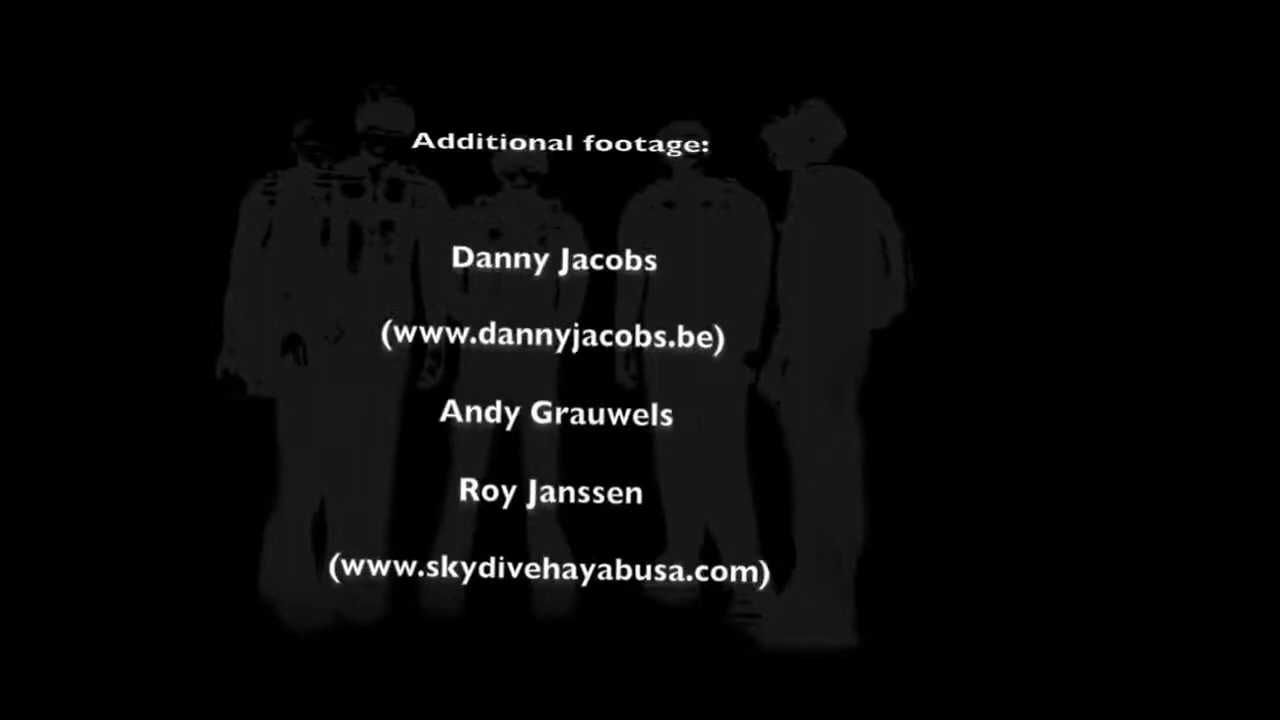 Additional footage:
Danny Jacobs
(www.dannyjacobs.be)
Andy Grauwels
Roy Janssen
(www.skydivehayabusa.com)